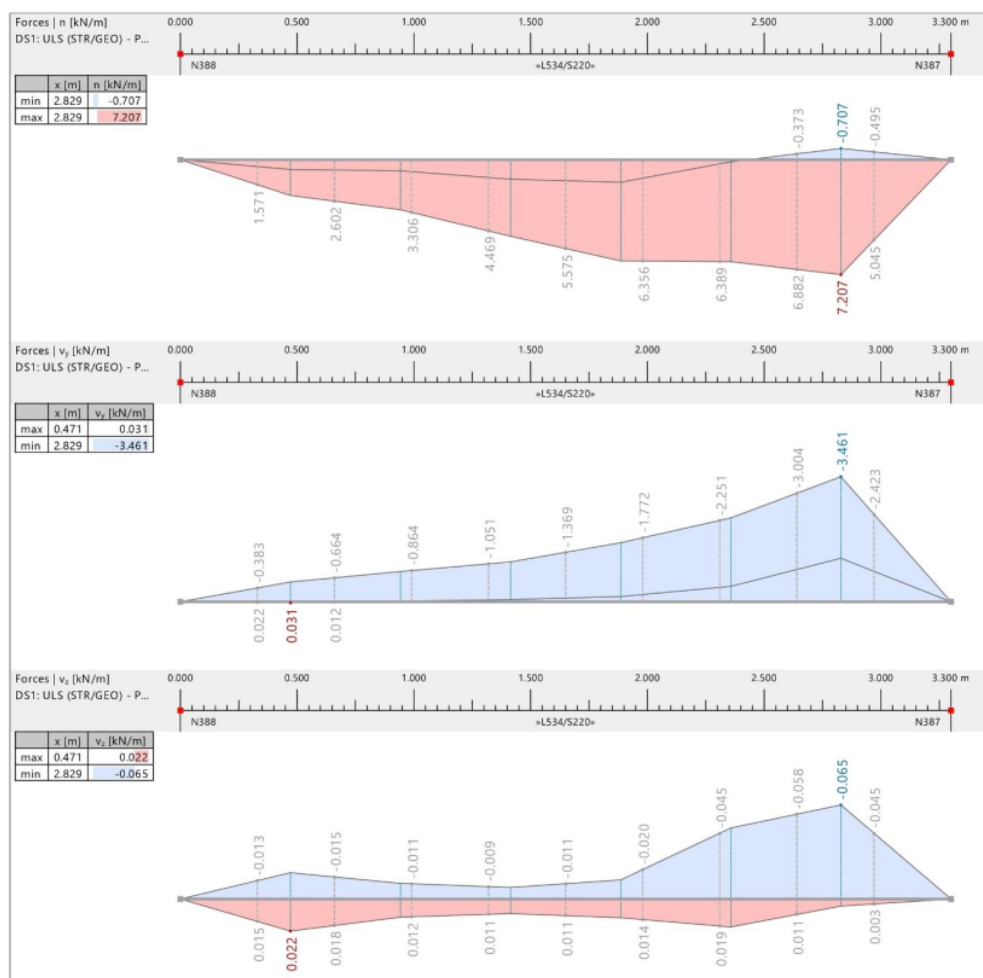 Forces | n [kN/m]
DS1: ULS (STR/GEO) - P...
0.000 0.500 1.000 1.500 2.000 2.500 3.000 3.300 m
N388 »L534/S220» N387
x [m] n [kN/m]
min 2.829 -0.707
max 2.829 7.207
-0.373 -0.707 -0.495
1.571 2.602 3.306 4.469 5.575 6.356 6.389 6.882 7.207 5.045
Forces | vy [kN/m]
DS1: ULS (STR/GEO) - P...
0.000 0.500 1.000 1.500 2.000 2.500 3.000 3.300 m
N388 »L534/S220» N387
x [m] vy [kN/m]
max 0.471 0.031
min 2.829 -3.461
-0.383 -0.664 -0.864 -1.051 -1.369 -1.772 -2.251 -3.004 -3.461 -2.423
0.022 0.031 0.012
Forces | vz [kN/m]
DS1: ULS (STR/GEO) - P...
0.000 0.500 1.000 1.500 2.000 2.500 3.000 3.300 m
N388 »L534/S220» N387
x [m] vz [kN/m]
max 0.471 0.022
min 2.829 -0.065
-0.013 -0.015 -0.011 -0.009 -0.011 -0.020 -0.045 -0.058 -0.065 -0.045
0.015 0.022 0.018 0.012 0.011 0.011 0.014 0.019 0.011 0.003